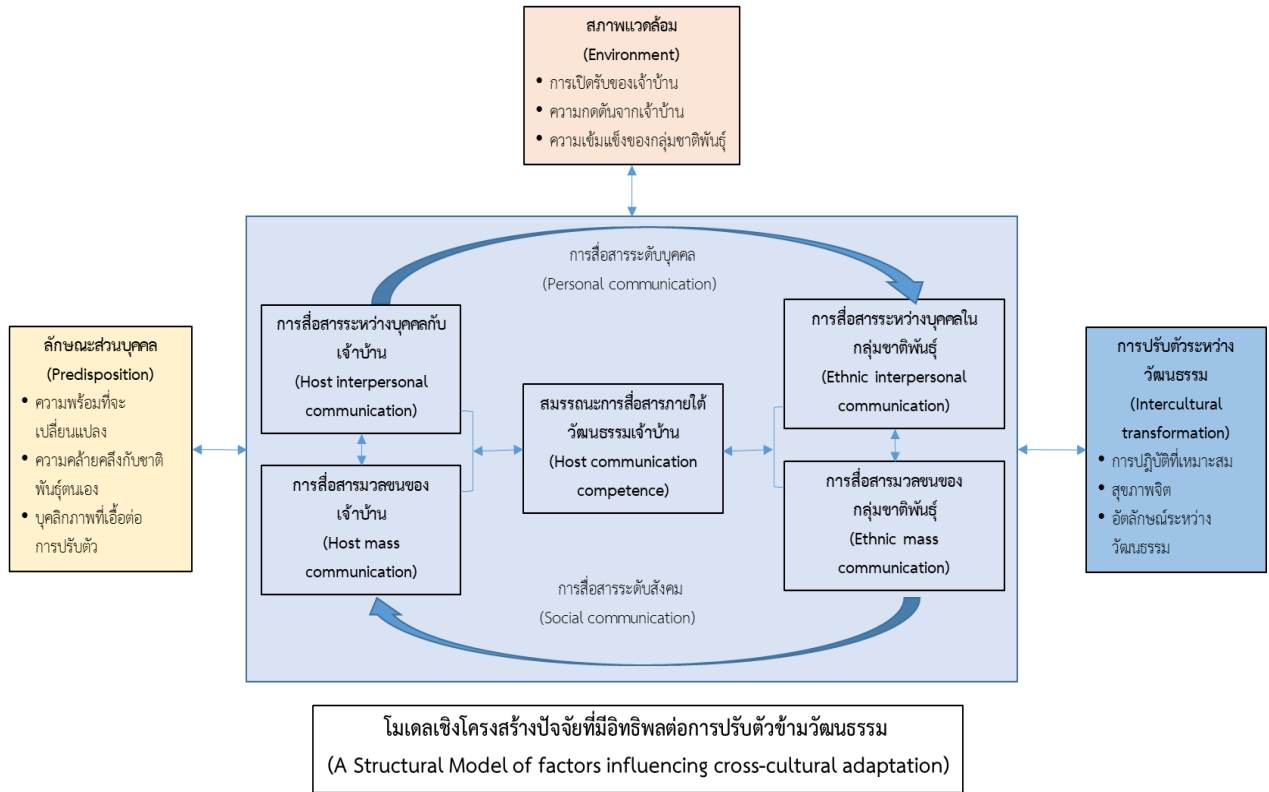 สภาพแวดล้อม
(Environment)
• การเปิดรับของเจ้าบ้าน
• ความกดดันจากเจ้าบ้าน
• ความเข้มแข็งของกลุ่มชาติพันธุ์
การสื่อสารระดับบุคคล
(Personal communication)
ลักษณะส่วนบุคคล
(Predisposition)
• ความพร้อมที่จะ
เปลี่ยนแปลง
• ความคล้ายคลึงกับชาติ
พันธุ์ตนเอง
• บุคลิกภาพที่เอื้อต่อ
การปรับตัว
การสื่อสารระหว่างบุคคลกับ
เจ้าบ้าน
(Host interpersonal
communication)
การสื่อสารมวลชนของ
เจ้าบ้าน
(Host mass
communication)
สมรรถนะการสื่อสารภายใต้
วัฒนธรรมเจ้าบ้าน
(Host communication
competence)
การสื่อสารระหว่างบุคคลใน
กลุ่มชาติพันธุ์
(Ethnic interpersonal
communication)
การสื่อสารมวลชนของ
กลุ่มชาติพันธุ์
(Ethnic mass
communication)
การปรับตัวระหว่าง
วัฒนธรรม
(Intercultural
transformation)
• การปฏิบัติที่เหมาะสม
• สุขภาพจิต
• อัตลักษณ์ระหว่าง
วัฒนธรรม
การสื่อสารระดับสังคม
(Social communication)
โมเดลเชิงโครงสร้างปัจจัยที่มีอิทธิพลต่อการปรับตัวข้ามวัฒนธรรม
(A Structural Model of factors influencing cross-cultural adaptation)